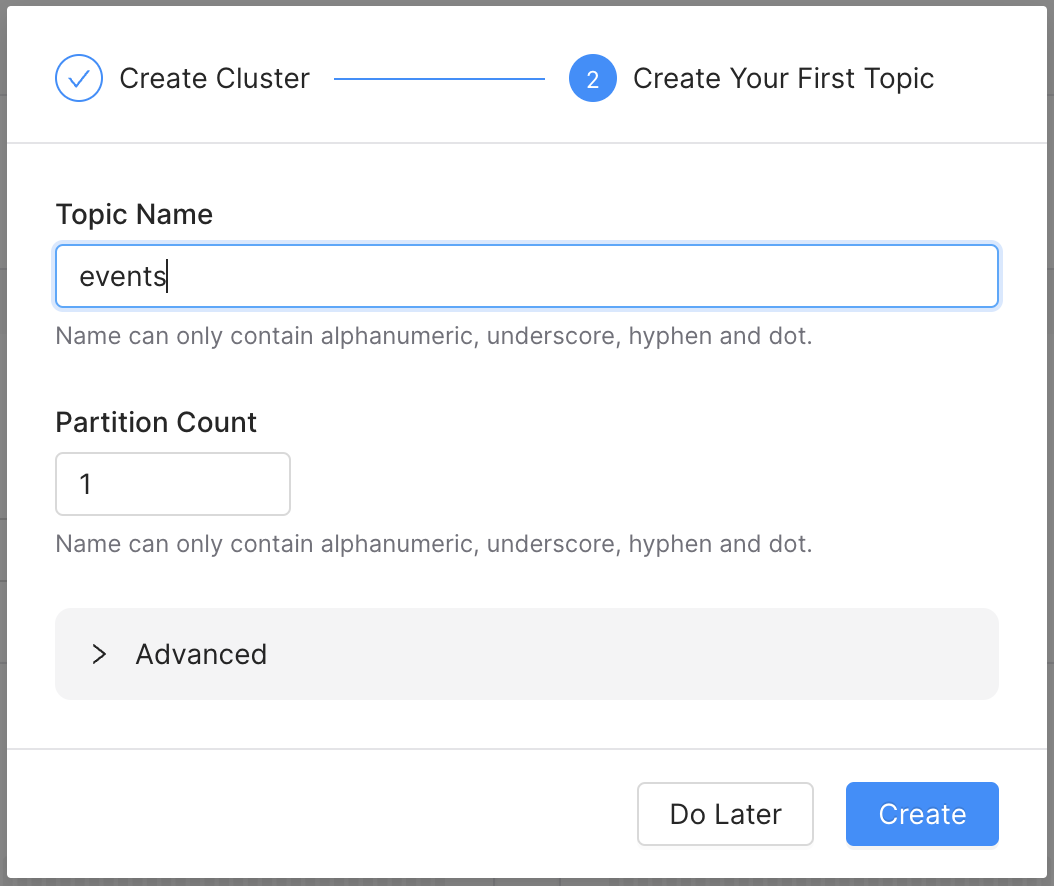 Create Cluster
2 Create Your First Topic
Topic Name
events
Name can only contain alphanumeric, underscore, hyphen and dot.
Partition Count
1
Name can only contain alphanumeric, underscore, hyphen and dot.
Advanced
Do Later
Create